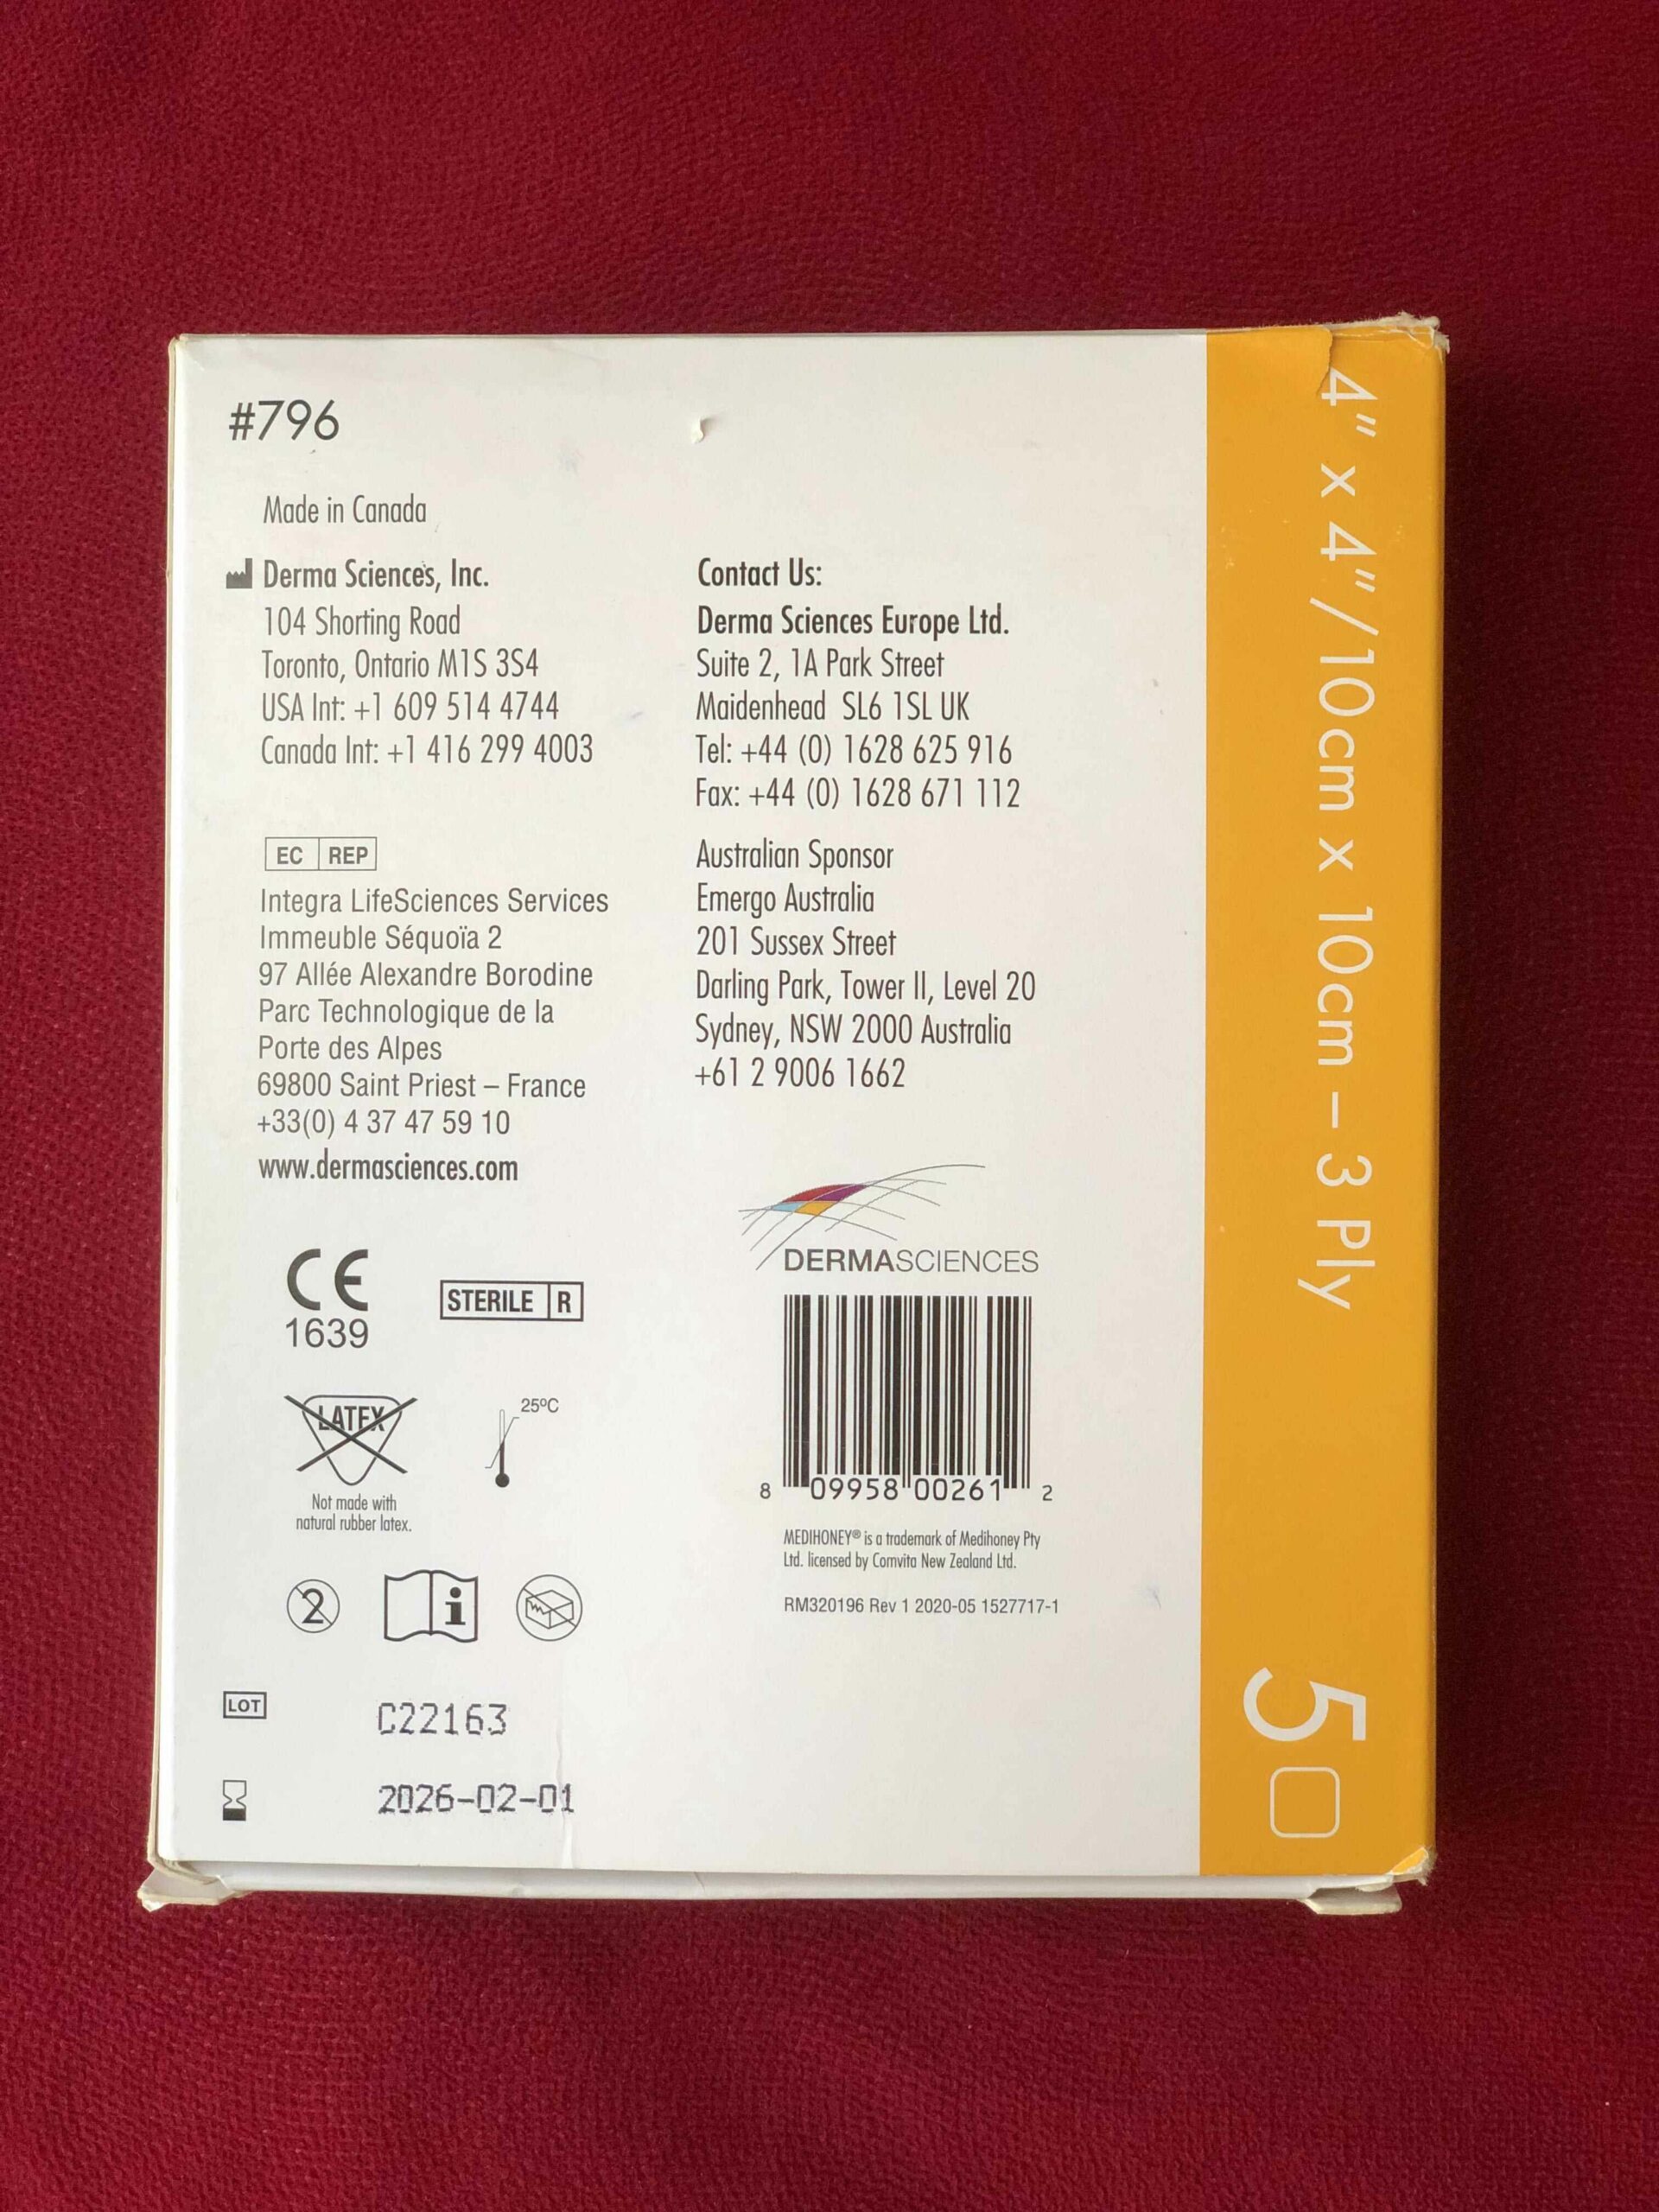 #796
Made in Canada
Derma Sciences, Inc.
104 Shorting Road
Toronto, Ontario M1S 3S4
USA Int: +1 609 514 4744
Canada Int: +1 416 299 4003
EC REP
Integra LifeSciences Services
Immeuble Séquoïa 2
97 Allée Alexandre Borodine
Parc Technologique de la
Porte des Alpes
69800 Saint Priest – France
+33(0) 4 37 47 59 10
www.dermasciences.com
Contact Us:
Derma Sciences Europe Ltd.
Suite 2, 1A Park Street
Maidenhead SL6 1SL UK
Tel: +44 (0) 1628 625 916
Fax: +44 (0) 1628 671 112
Australian Sponsor
Emergo Australia
201 Sussex Street
Darling Park, Tower II, Level 20
Sydney, NSW 2000 Australia
+61 2 9006 1662
CE
1639
STERILE R
LATEX
Not made with
natural rubber latex.
25ºC
2
i
LOT C22163
2026-02-01
DERMASCIENCES
8 09958 00261 2
MEDIHONEY® is a trademark of Medihoney Pty
Ltd. licensed by Comvita New Zealand Ltd.
RM320196 Rev 1 2020-05 1527717-1
4" x 4"/10cm x 10cm – 3 Ply
5